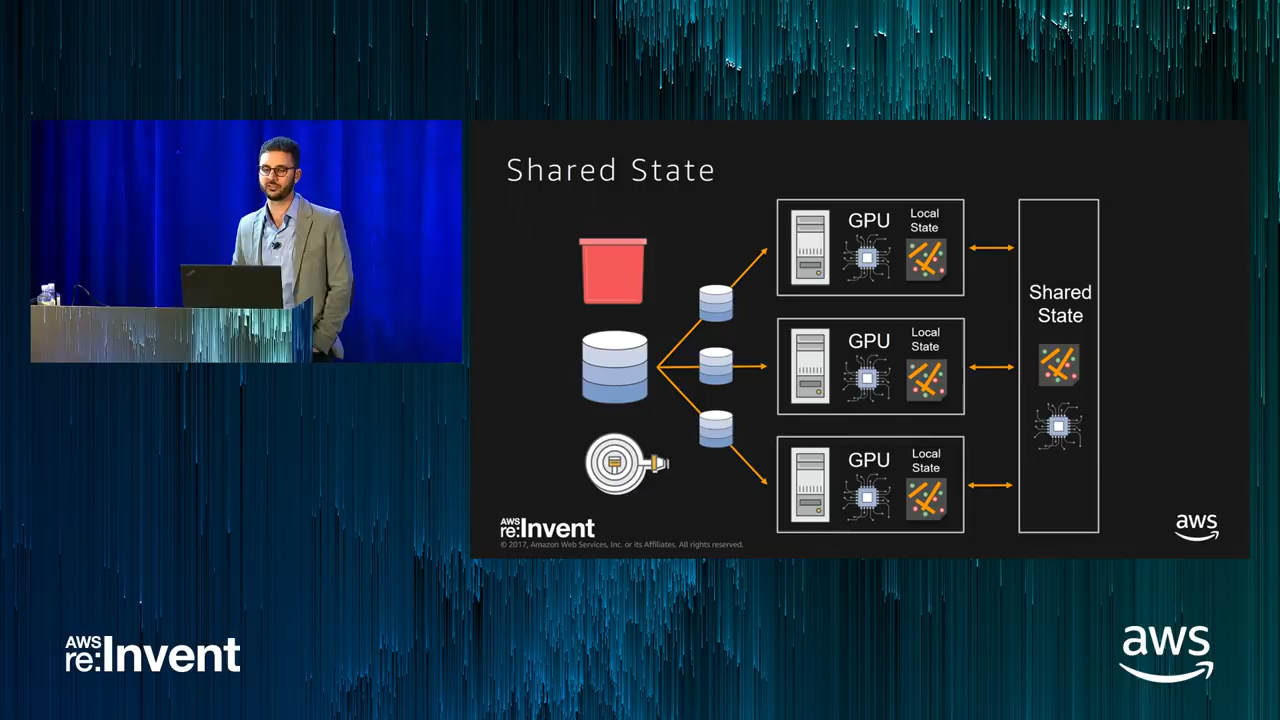 Shared State
GPU
Local
State
GPU
Local
State
GPU
Local
State
Shared
State
AWS
re:Invent
© 2017, Amazon Web Services, Inc. or its Affiliates. All rights reserved.
aws
AWS
re:Invent
aws